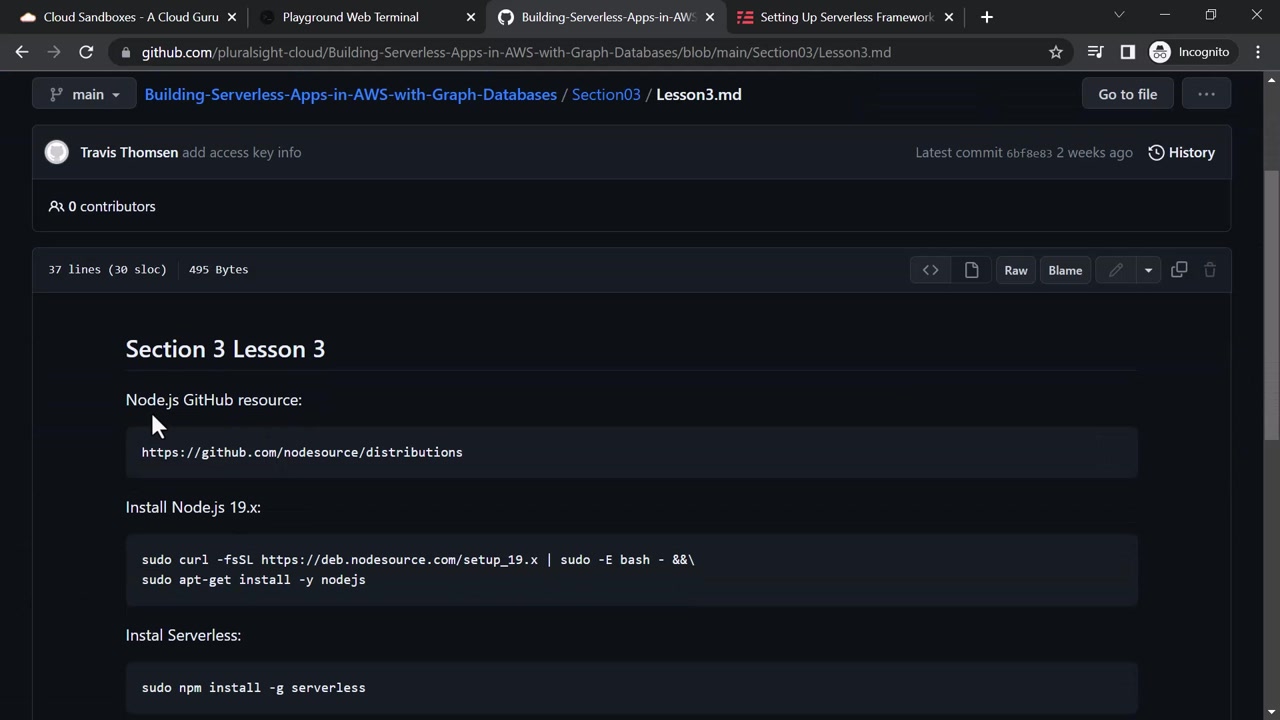 Cloud Sandboxes - A Cloud Guru
Playground Web Terminal
Building-Serverless-Apps-in-AWS
Setting Up Serverless Framework
github.com/pluralsight-cloud/Building-Serverless-Apps-in-AWS-with-Graph-Databases/blob/main/Section03/Lesson3.md
Incognito
main
Building-Serverless-Apps-in-AWS-with-Graph-Databases / Section03 / Lesson3.md
Go to file
Travis Thomsen add access key info
Latest commit 6bf8e83 2 weeks ago
History
0 contributors
37 lines (30 sloc)
495 Bytes
Raw
Blame
Section 3 Lesson 3
Node.js GitHub resource:
https://github.com/nodesource/distributions
Install Node.js 19.x:
sudo curl -fsSL https://deb.nodesource.com/setup_19.x | sudo -E bash - &&\
sudo apt-get install -y nodejs
Instal Serverless:
sudo npm install -g serverless